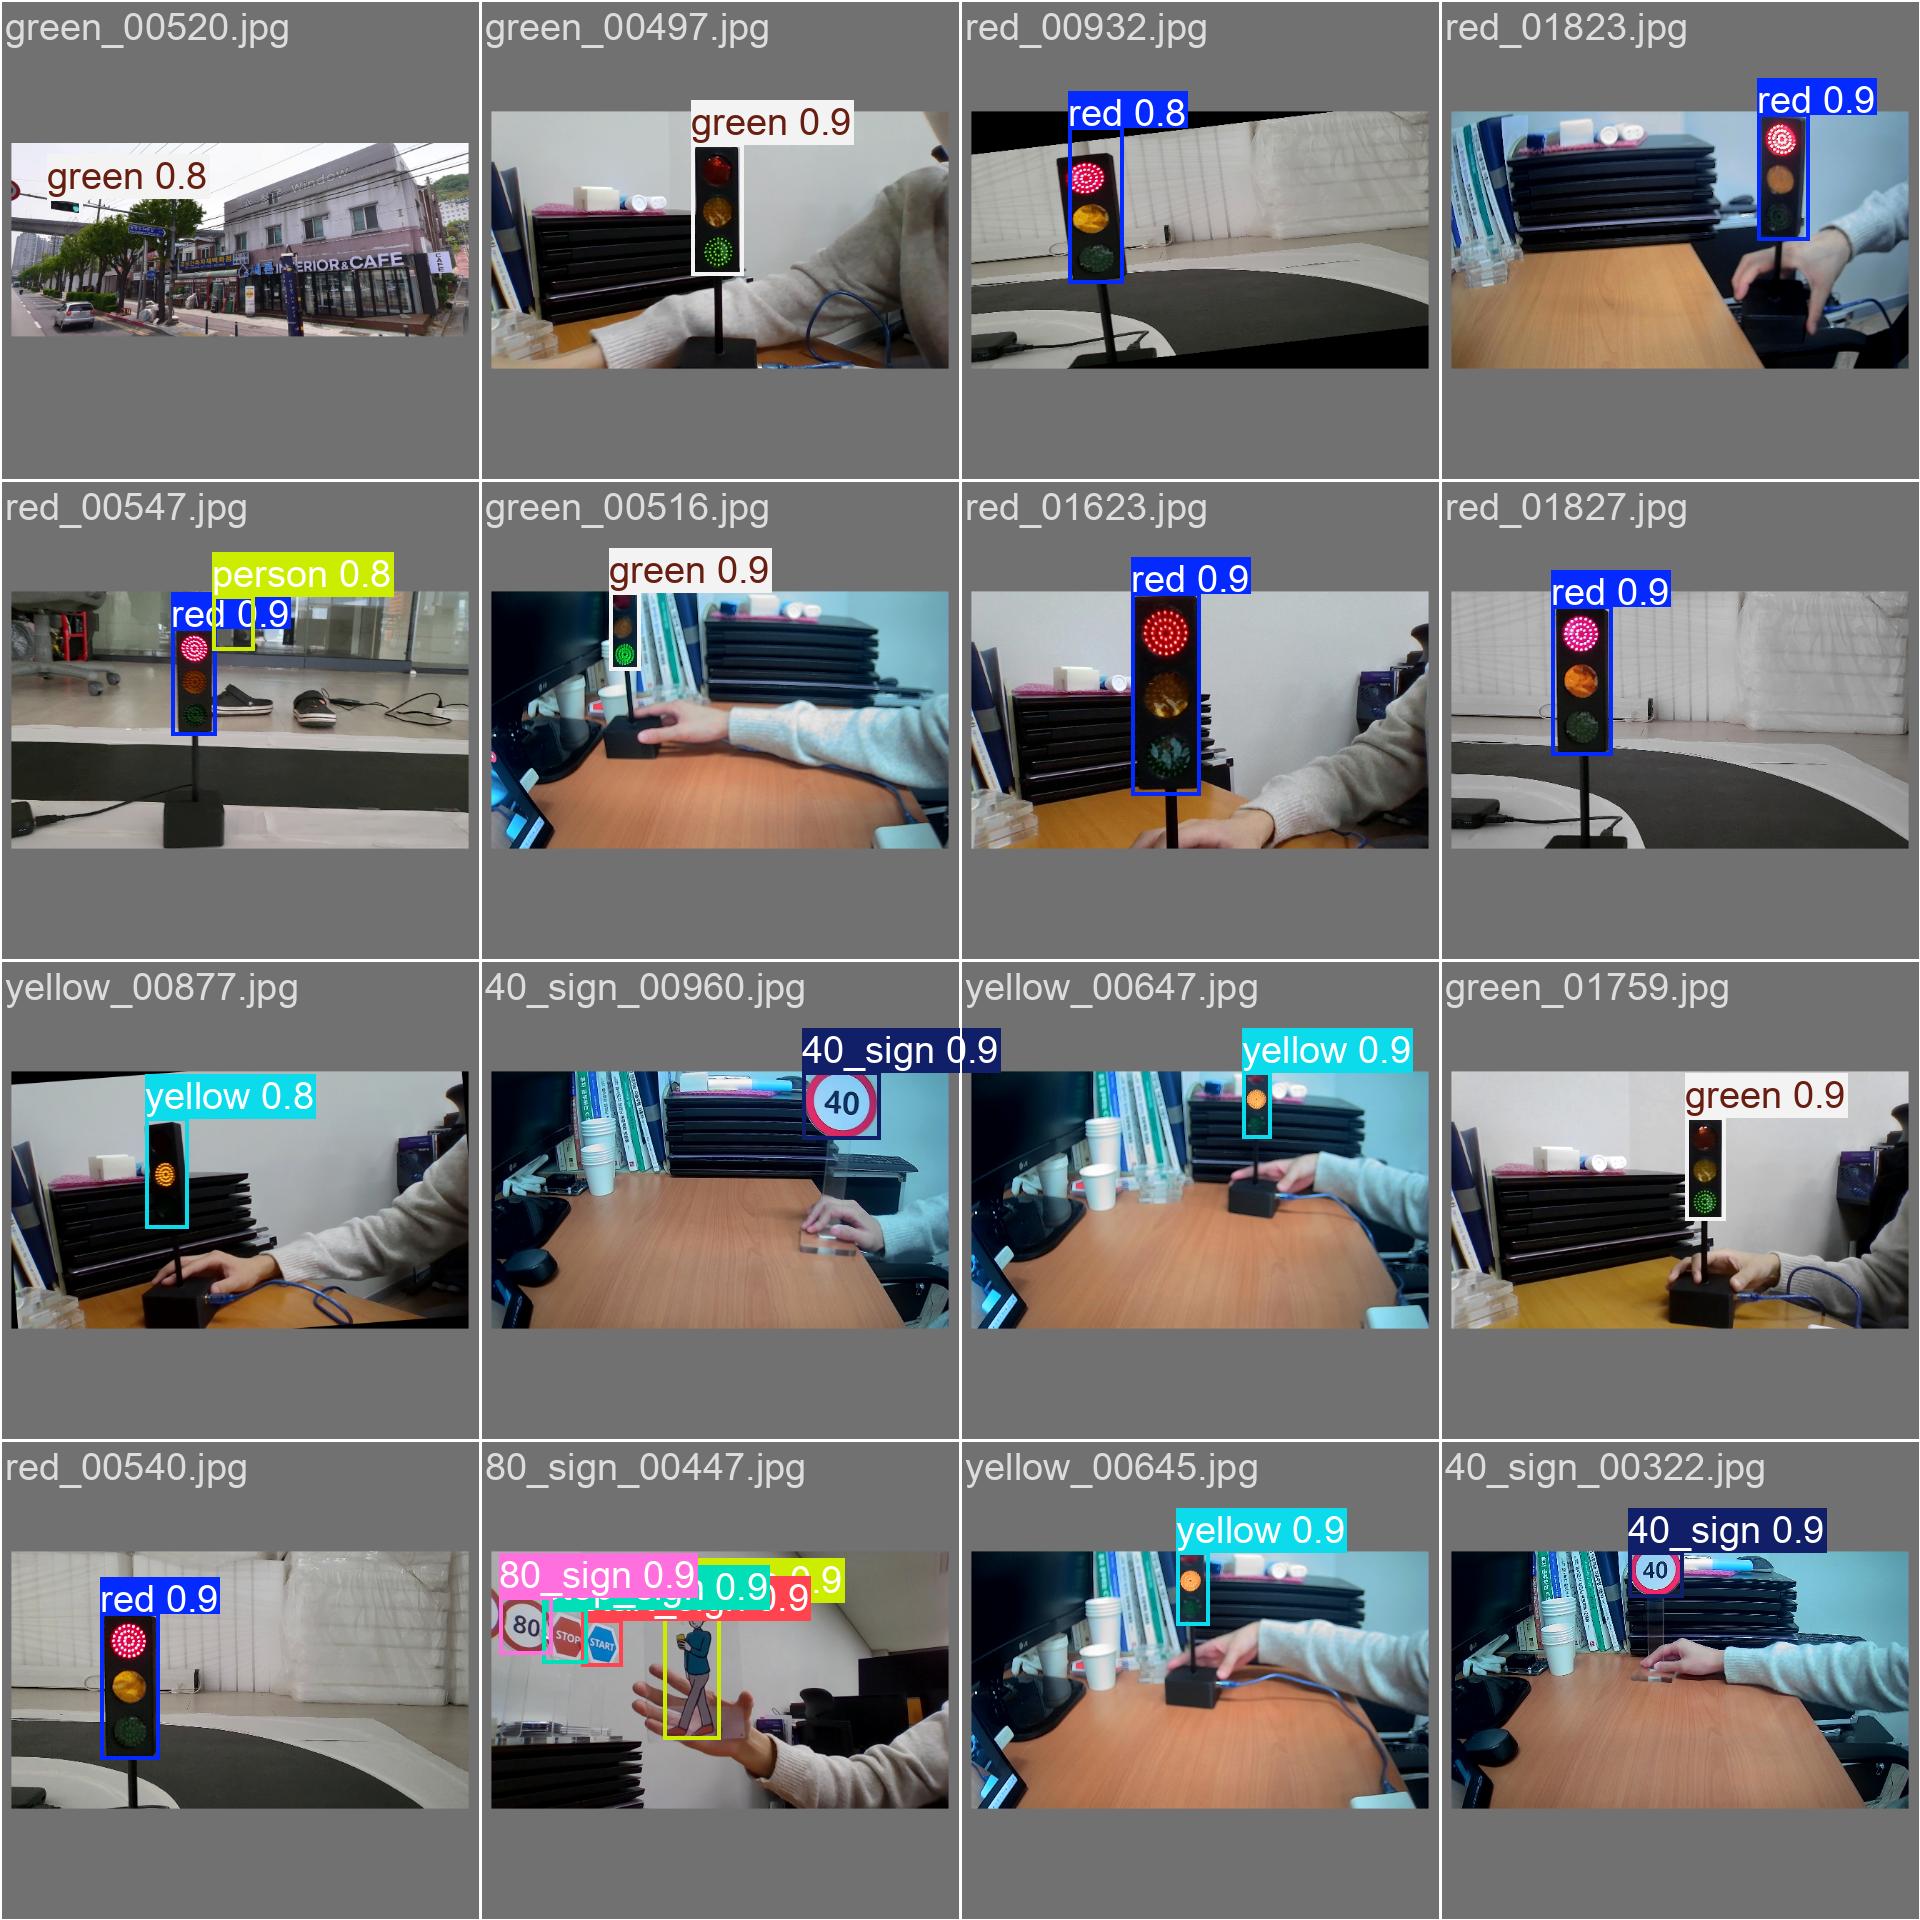 green_00520.jpg
green 0.8
window
INTERIOR & CAFE
green_00497.jpg
green 0.9
red_00932.jpg
red 0.8
red_01823.jpg
red 0.9
red_00547.jpg
person 0.8
red 0.9
green_00516.jpg
green 0.9
red_01623.jpg
red 0.9
red_01827.jpg
red 0.9
yellow_00877.jpg
yellow 0.8
40_sign_00960.jpg
40_sign 0.9
40
yellow_00647.jpg
yellow 0.9
green_01759.jpg
green 0.9
red_00540.jpg
red 0.9
80_sign_00447.jpg
80_sign 0.9
0.9
80
STOP
START
yellow_00645.jpg
yellow 0.9
40_sign_00322.jpg
40_sign 0.9
40